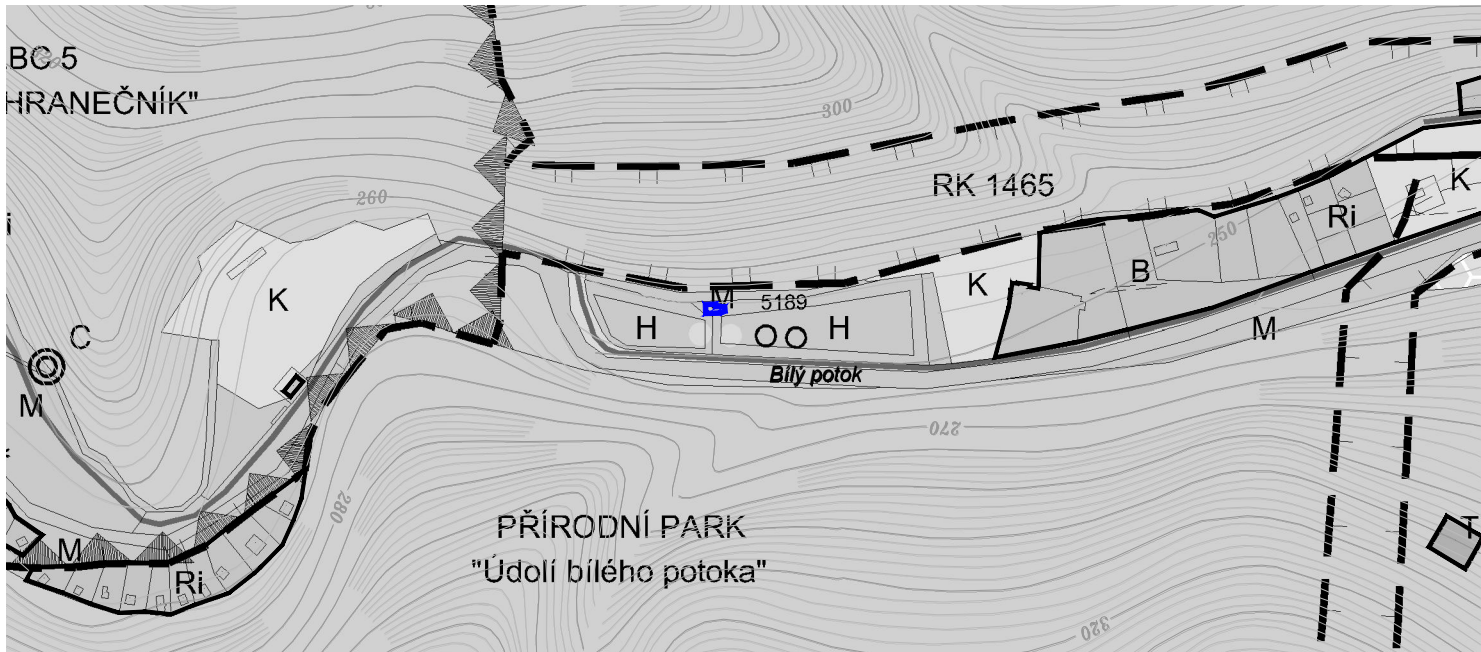 .BC 5
HRANEČNÍK"
300
RK 1465
260
K
Ri
250
B
K
K
M
5189
H
H
M
C
M
Bílý potok
270
280
PŘÍRODNÍ PARK
"Údolí bílého potoka"
M
Ri
T
320